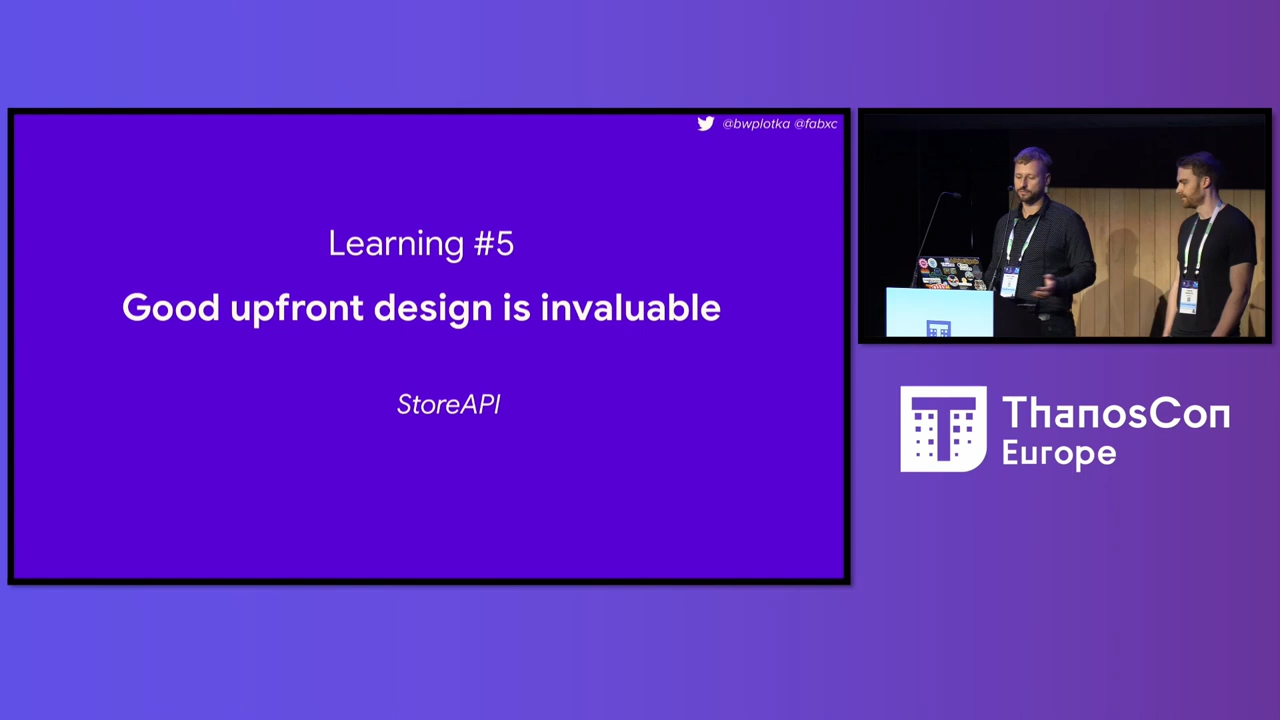 @bwplotka @fabxc
Learning #5
Good upfront design is invaluable
StoreAPI
ThanosCon
Europe